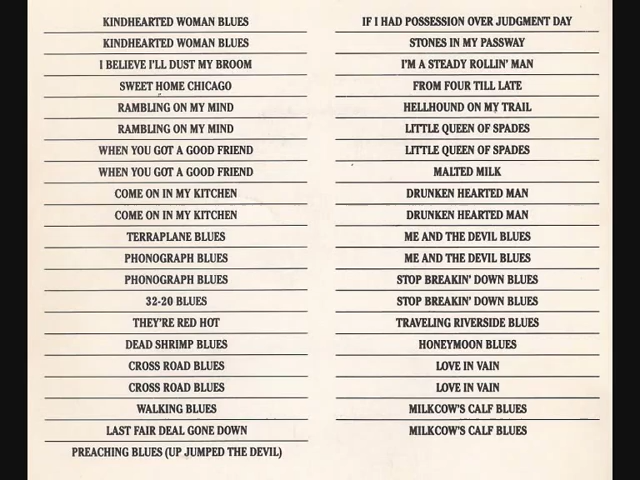 KINDHEARTED WOMAN BLUES
KINDHEARTED WOMAN BLUES
I BELIEVE I'LL DUST MY BROOM
SWEET HOME CHICAGO
RAMBLING ON MY MIND
RAMBLING ON MY MIND
WHEN YOU GOT A GOOD FRIEND
WHEN YOU GOT A GOOD FRIEND
COME ON IN MY KITCHEN
COME ON IN MY KITCHEN
TERRAPLANE BLUES
PHONOGRAPH BLUES
PHONOGRAPH BLUES
32-20 BLUES
THEY'RE RED HOT
DEAD SHRIMP BLUES
CROSS ROAD BLUES
CROSS ROAD BLUES
WALKING BLUES
LAST FAIR DEAL GONE DOWN
PREACHING BLUES (UP JUMPED THE DEVIL)
IF I HAD POSSESSION OVER JUDGMENT DAY
STONES IN MY PASSWAY
I'M A STEADY ROLLIN' MAN
FROM FOUR TILL LATE
HELLHOUND ON MY TRAIL
LITTLE QUEEN OF SPADES
LITTLE QUEEN OF SPADES
MALTED MILK
DRUNKEN HEARTED MAN
DRUNKEN HEARTED MAN
ME AND THE DEVIL BLUES
ME AND THE DEVIL BLUES
STOP BREAKIN' DOWN BLUES
STOP BREAKIN' DOWN BLUES
TRAVELING RIVERSIDE BLUES
HONEYMOON BLUES
LOVE IN VAIN
LOVE IN VAIN
MILKCOW'S CALF BLUES
MILKCOW'S CALF BLUES